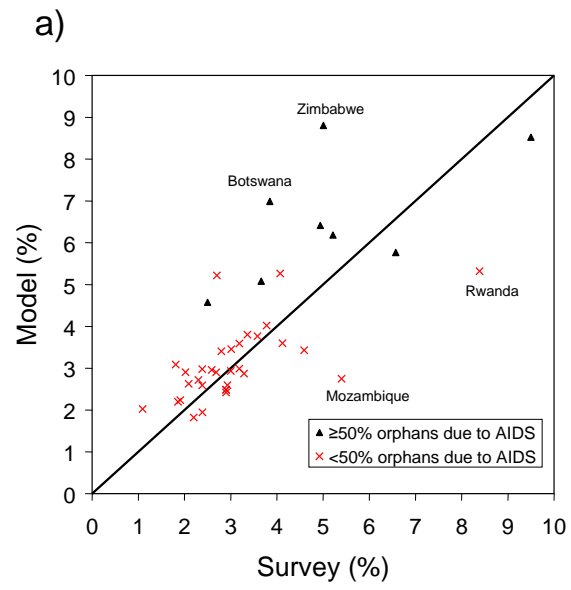 a)
10
9
8
7
6
5
4
3
2
1
0
Model (%)
Zimbabwe
Botswana
Rwanda
Mozambique
≥50% orphans due to AIDS
<50% orphans due to AIDS
0 1 2 3 4 5 6 7 8 9 10
Survey (%)